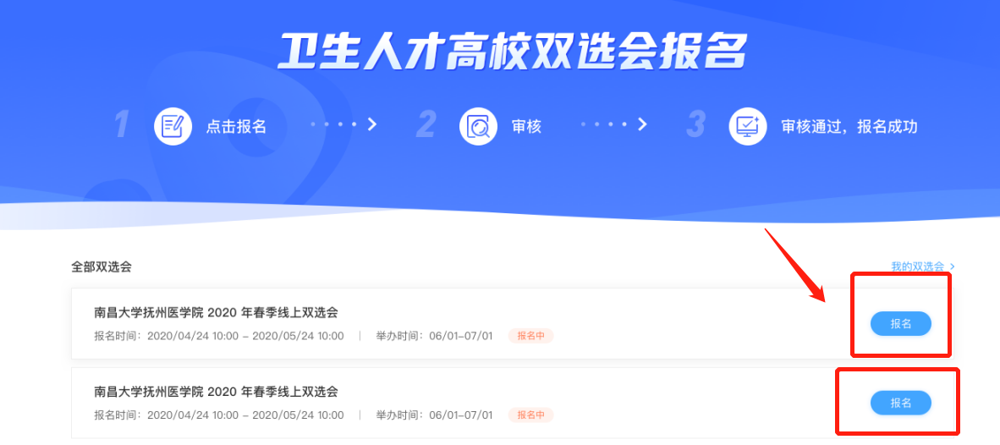 卫生人才高校双选会报名
1 点击报名 2 审核 3 审核通过，报名成功
全部双选会 我的双选会 >
南昌大学抚州医学院 2020 年春季线上双选会
报名时间：2020/04/24 10:00 - 2020/05/24 10:00 | 举办时间：06/01-07/01 报名中 报名
南昌大学抚州医学院 2020 年春季线上双选会
报名时间：2020/04/24 10:00 - 2020/05/24 10:00 | 举办时间：06/01-07/01 报名中 报名